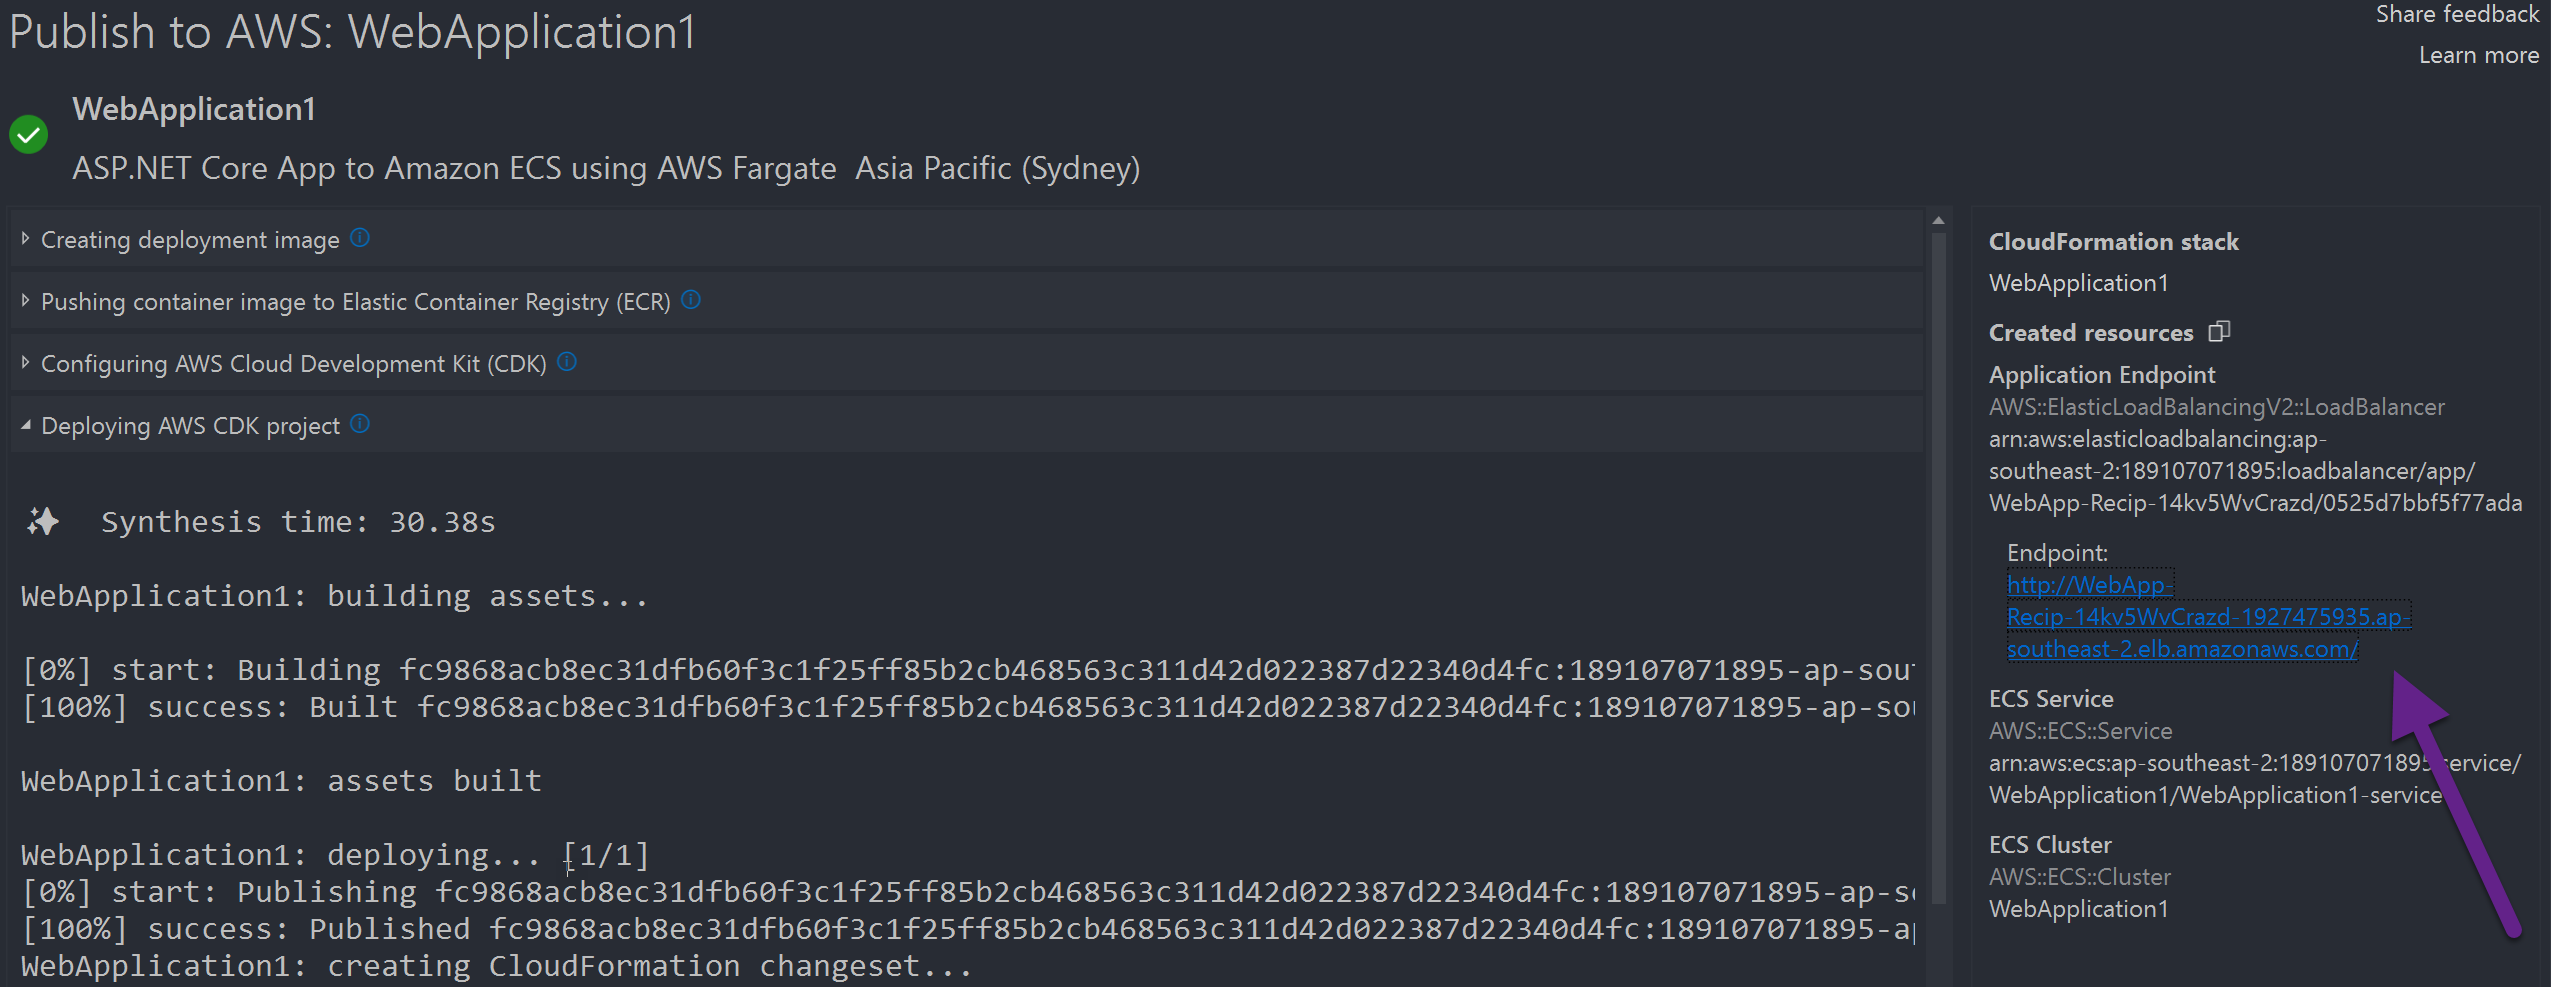 Publish to AWS: WebApplication1
Share feedback
Learn more
WebApplication1
ASP.NET Core App to Amazon ECS using AWS Fargate  Asia Pacific (Sydney)
Creating deployment image
Pushing container image to Elastic Container Registry (ECR)
Configuring AWS Cloud Development Kit (CDK)
Deploying AWS CDK project
Synthesis time: 30.38s
WebApplication1: building assets...
[0%] start: Building fc9868acb8ec31dfb60f3c1f25ff85b2cb468563c311d42d022387d22340d4fc:189107071895-ap-sout
[100%] success: Built fc9868acb8ec31dfb60f3c1f25ff85b2cb468563c311d42d022387d22340d4fc:189107071895-ap-sou
WebApplication1: assets built
WebApplication1: deploying... [1/1]
[0%] start: Publishing fc9868acb8ec31dfb60f3c1f25ff85b2cb468563c311d42d022387d22340d4fc:189107071895-ap-so
[100%] success: Published fc9868acb8ec31dfb60f3c1f25ff85b2cb468563c311d42d022387d22340d4fc:189107071895-ap
WebApplication1: creating CloudFormation changeset...
CloudFormation stack
WebApplication1
Created resources
Application Endpoint
AWS::ElasticLoadBalancingV2::LoadBalancer
arn:aws:elasticloadbalancing:ap-
southeast-2:189107071895:loadbalancer/app/
WebApp-Recip-14kv5WvCrazd/0525d7bbf5f77ada
Endpoint:
http://WebApp-
Recip-14kv5WvCrazd-1927475935.ap-
southeast-2.elb.amazonaws.com/
ECS Service
AWS::ECS::Service
arn:aws:ecs:ap-southeast-2:189107071895:service/
WebApplication1/WebApplication1-service
ECS Cluster
AWS::ECS::Cluster
WebApplication1